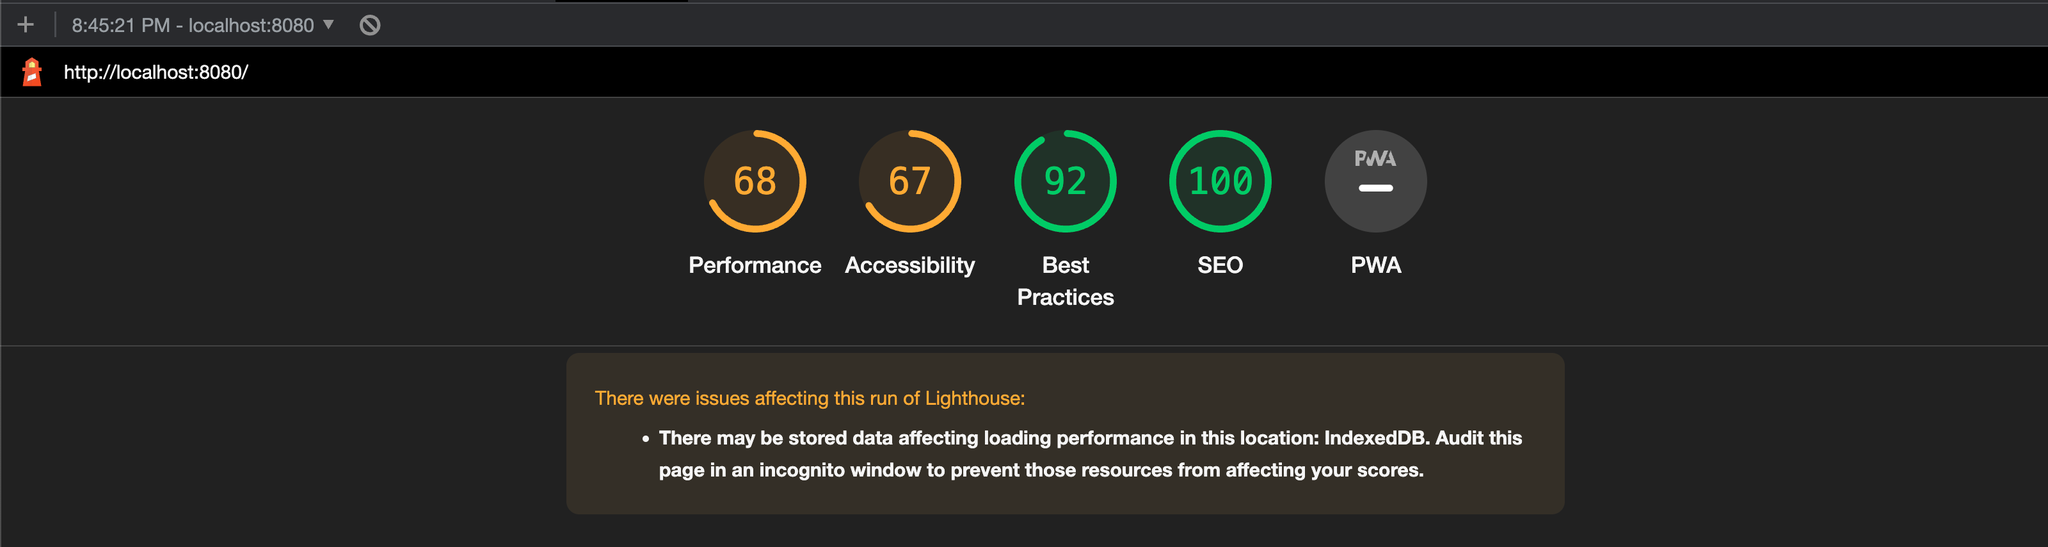 8:45:21 PM - localhost:8080
http://localhost:8080/
68 67 92 100 PWA
Performance Accessibility Best Practices SEO PWA
There were issues affecting this run of Lighthouse:
There may be stored data affecting loading performance in this location: IndexedDB. Audit this
page in an incognito window to prevent those resources from affecting your scores.